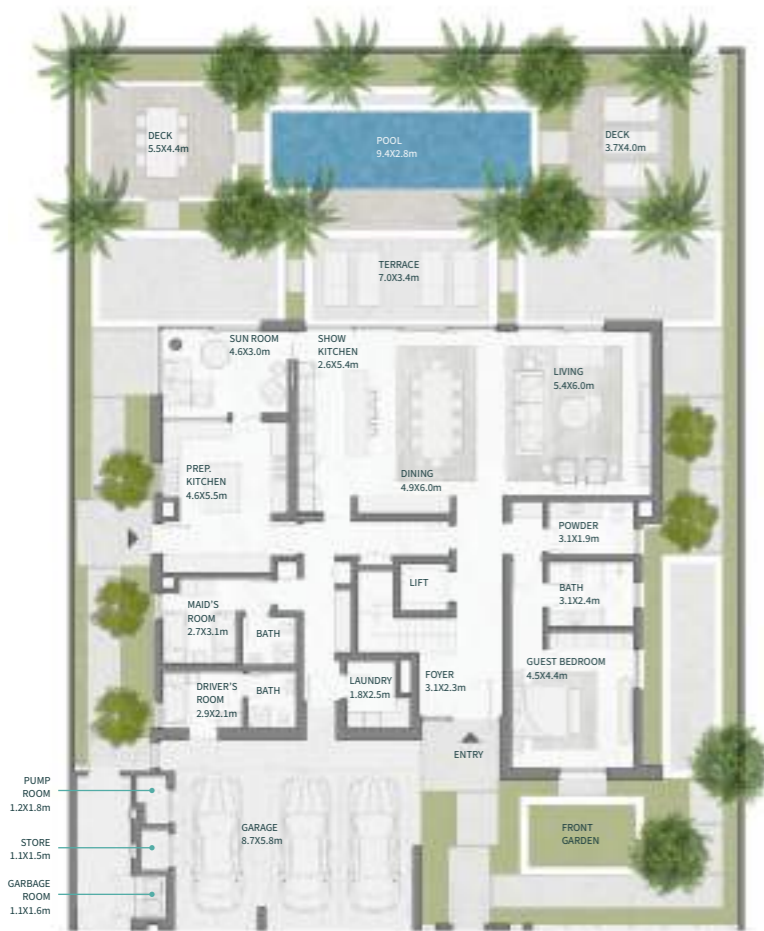 DECK
5.5X4.4m
POOL
9.4X2.8m
DECK
3.7X4.0m
TERRACE
7.0X3.4m
SUN ROOM
4.6X3.0m
SHOW
KITCHEN
2.6X5.4m
LIVING
5.4X6.0m
PREP.
KITCHEN
4.6X5.5m
DINING
4.9X6.0m
POWDER
3.1X1.9m
LIFT
BATH
3.1X2.4m
MAID'S
ROOM
2.7X3.1m
BATH
GUEST BEDROOM
4.5X4.4m
DRIVER'S
ROOM
2.9X2.1m
BATH
LAUNDRY
1.8X2.5m
FOYER
3.1X2.3m
ENTRY
PUMP
ROOM
1.2X1.8m
GARAGE
8.7X5.8m
FRONT
GARDEN
STORE
1.1X1.5m
GARBAGE
ROOM
1.1X1.6m